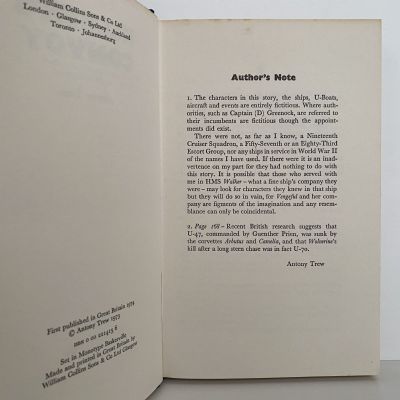 William Collins Sons & Co Ltd
London · Glasgow · Sydney · Auckland
Toronto · Johannesburg
First published in Great Britain 1974
© Antony Trew 1973
ISBN 0 00 221425 6
Set in Monotype Baskerville
Made and printed in Great Britain by
William Collins Sons & Co Ltd Glasgow
Author's Note
1. The characters in this story, the ships, U-Boats,
aircraft and events are entirely fictitious. Where auth-
orities, such as Captain (D) Greenock, are referred to
their incumbents are fictitious though the appoint-
ments did exist.
There were not, as far as I know, a Nineteenth
Cruiser Squadron, a Fifty-Seventh or an Eighty-Third
Escort Group, nor any ships in service in World War II
of the names I have used. If there were it is an inad-
vertence on my part for they had nothing to do with
this story. It is possible that those who served with
me in HMS Walker – what a fine ship's company they
were – may look for characters they knew in that ship
but they will do so in vain, for Vengeful and her com-
pany are figments of the imagination and any resem-
blance can only be coincidental.
2. Page 168 – Recent British research suggests that
U-47, commanded by Guenther Prien, was sunk by
the corvettes Arbutus and Camelia, and that Wolverine's
kill after a long stern chase was in fact U-70.
Antony Trew